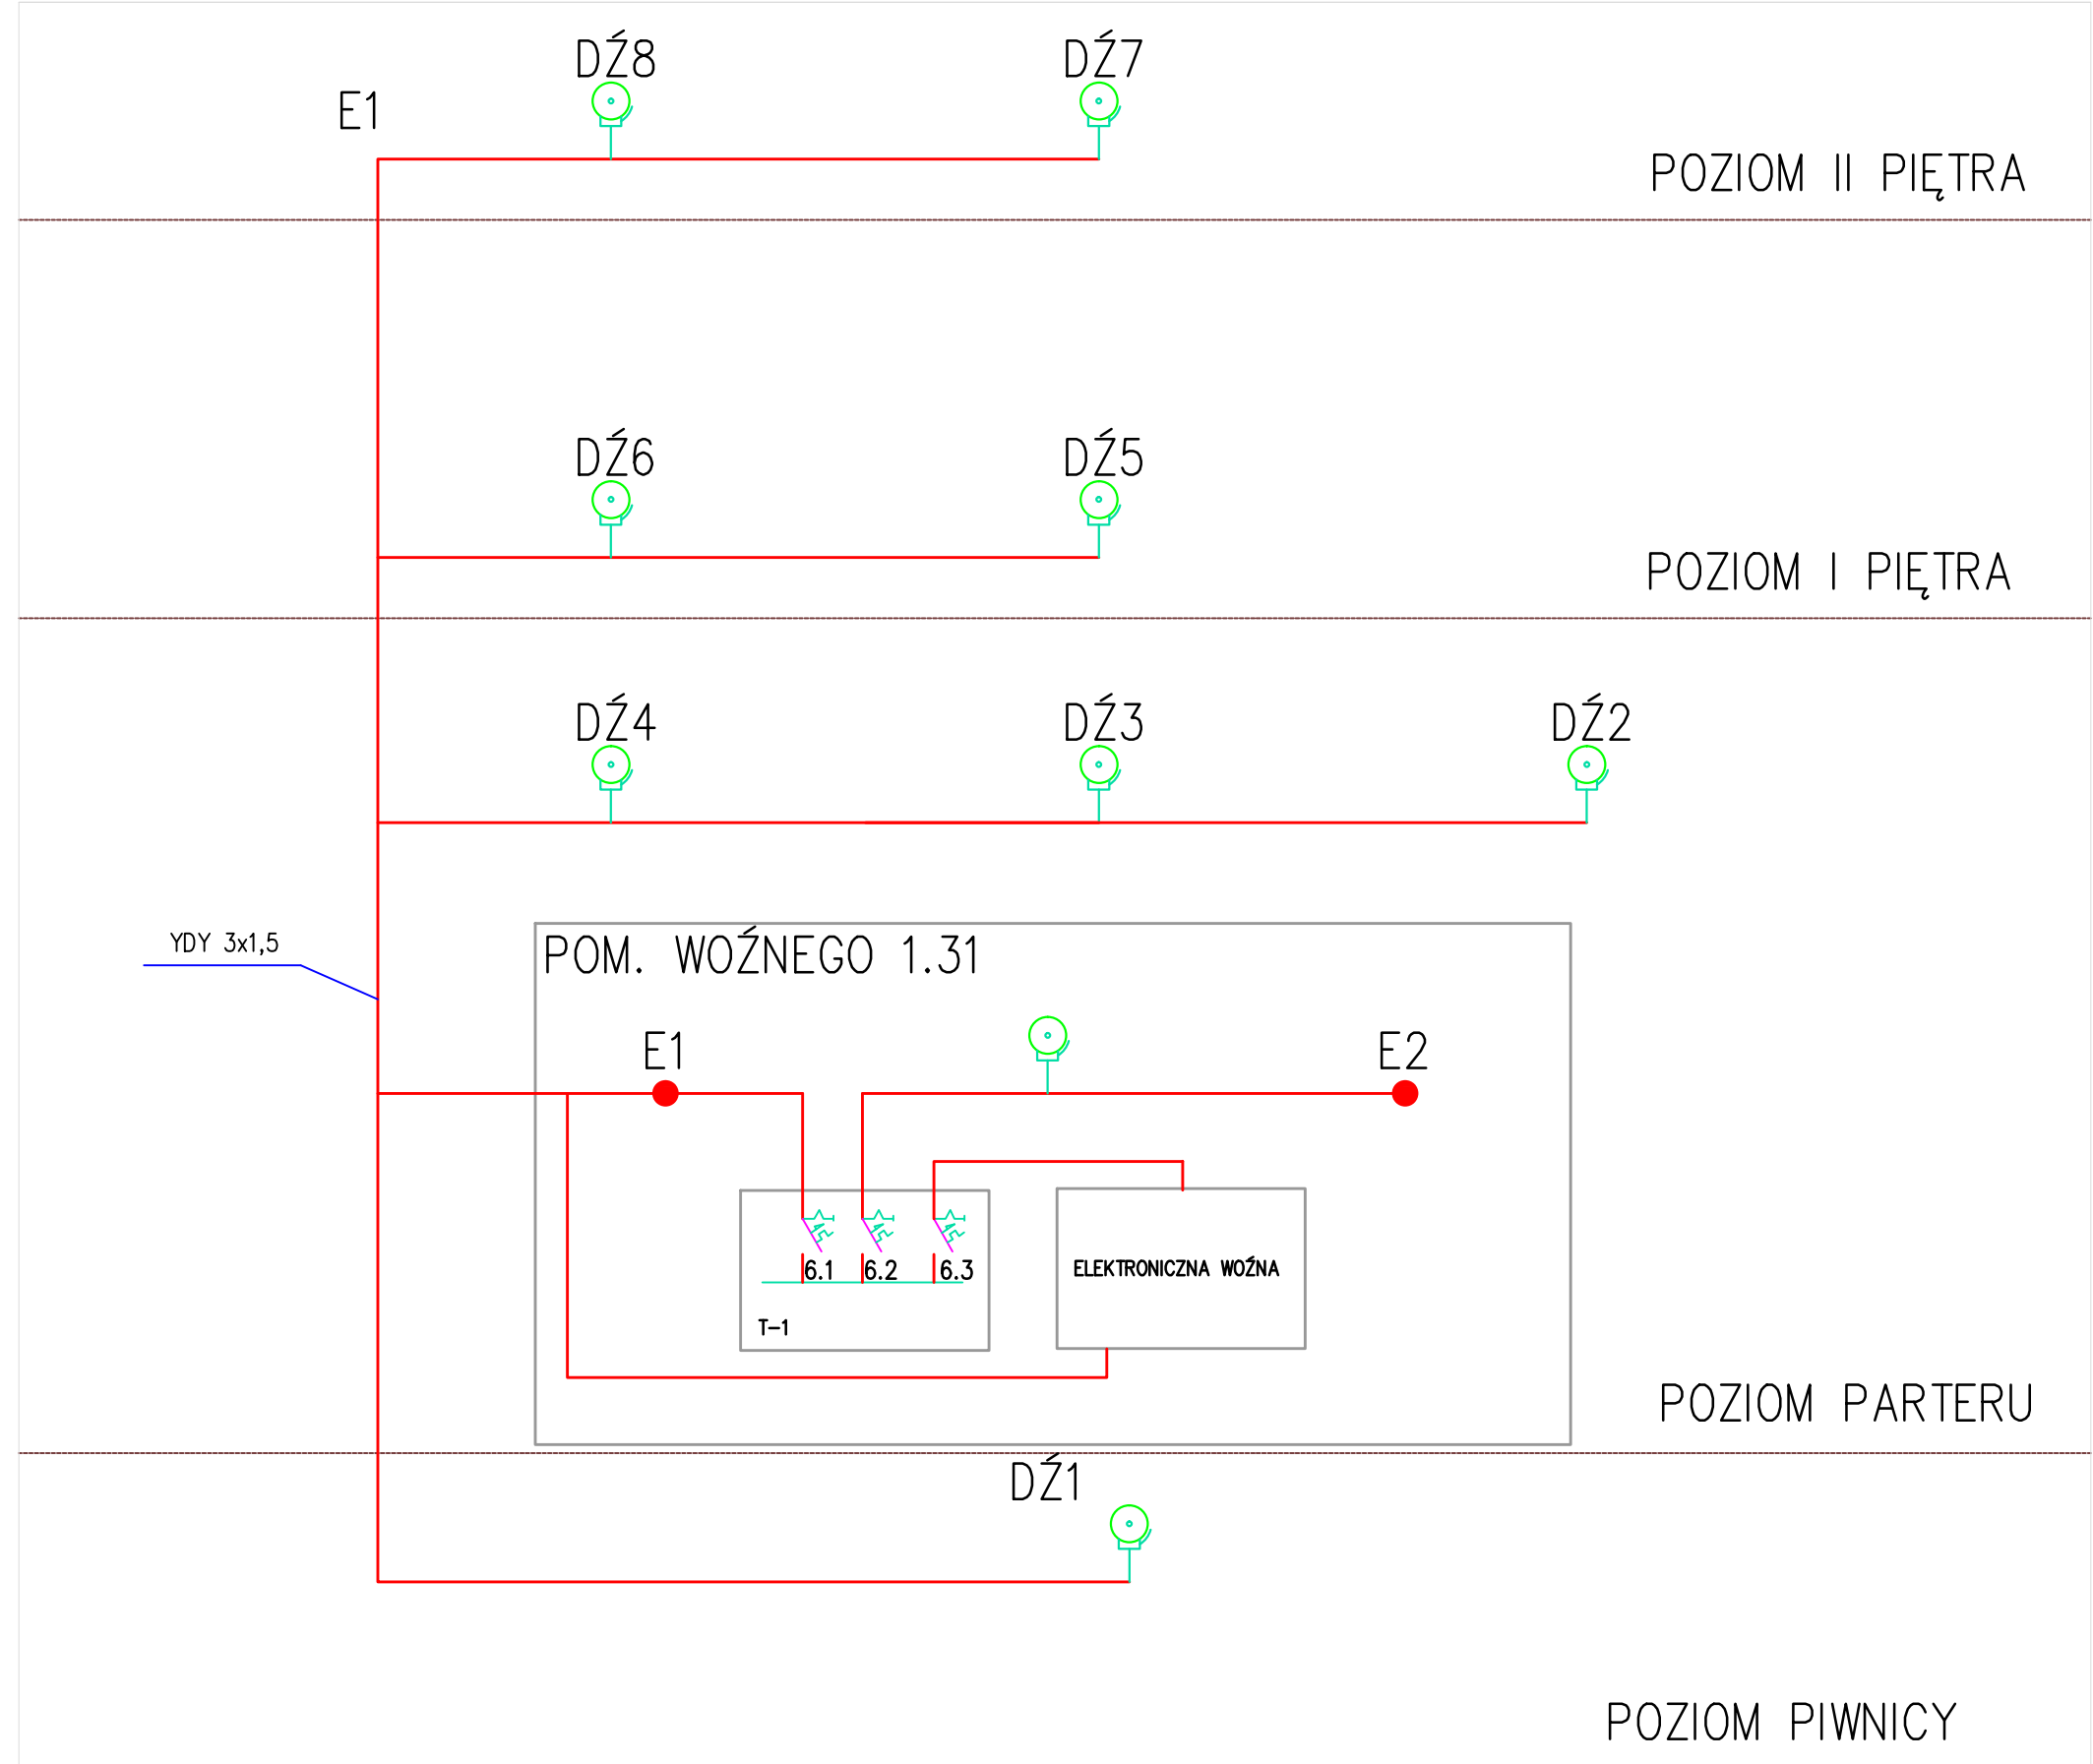 DŹ8 DŹ7
E1
POZIOM II PIĘTRA
DŹ6 DŹ5
POZIOM I PIĘTRA
DŹ4 DŹ3 DŹ2
YDY 3x1,5
POM. WOŹNEGO 1.31
E1 E2
6.1 6.2 6.3
ELEKTRONICZNA WOŹNA
T-1
POZIOM PARTERU
DŹ1
POZIOM PIWNICY